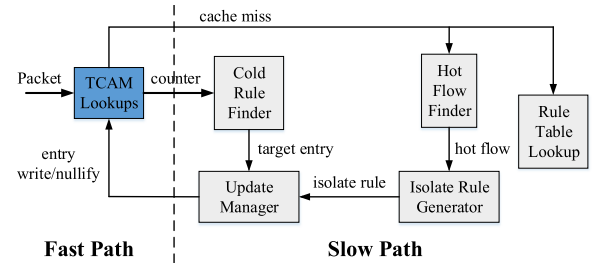 cache miss
Packet
TCAM
Lookups
counter
Cold
Rule
Finder
Hot
Flow
Finder
Rule
Table
Lookup
target entry
hot flow
entry
write/nullify
Update
Manager
isolate rule
Isolate Rule
Generator
Fast Path
Slow Path